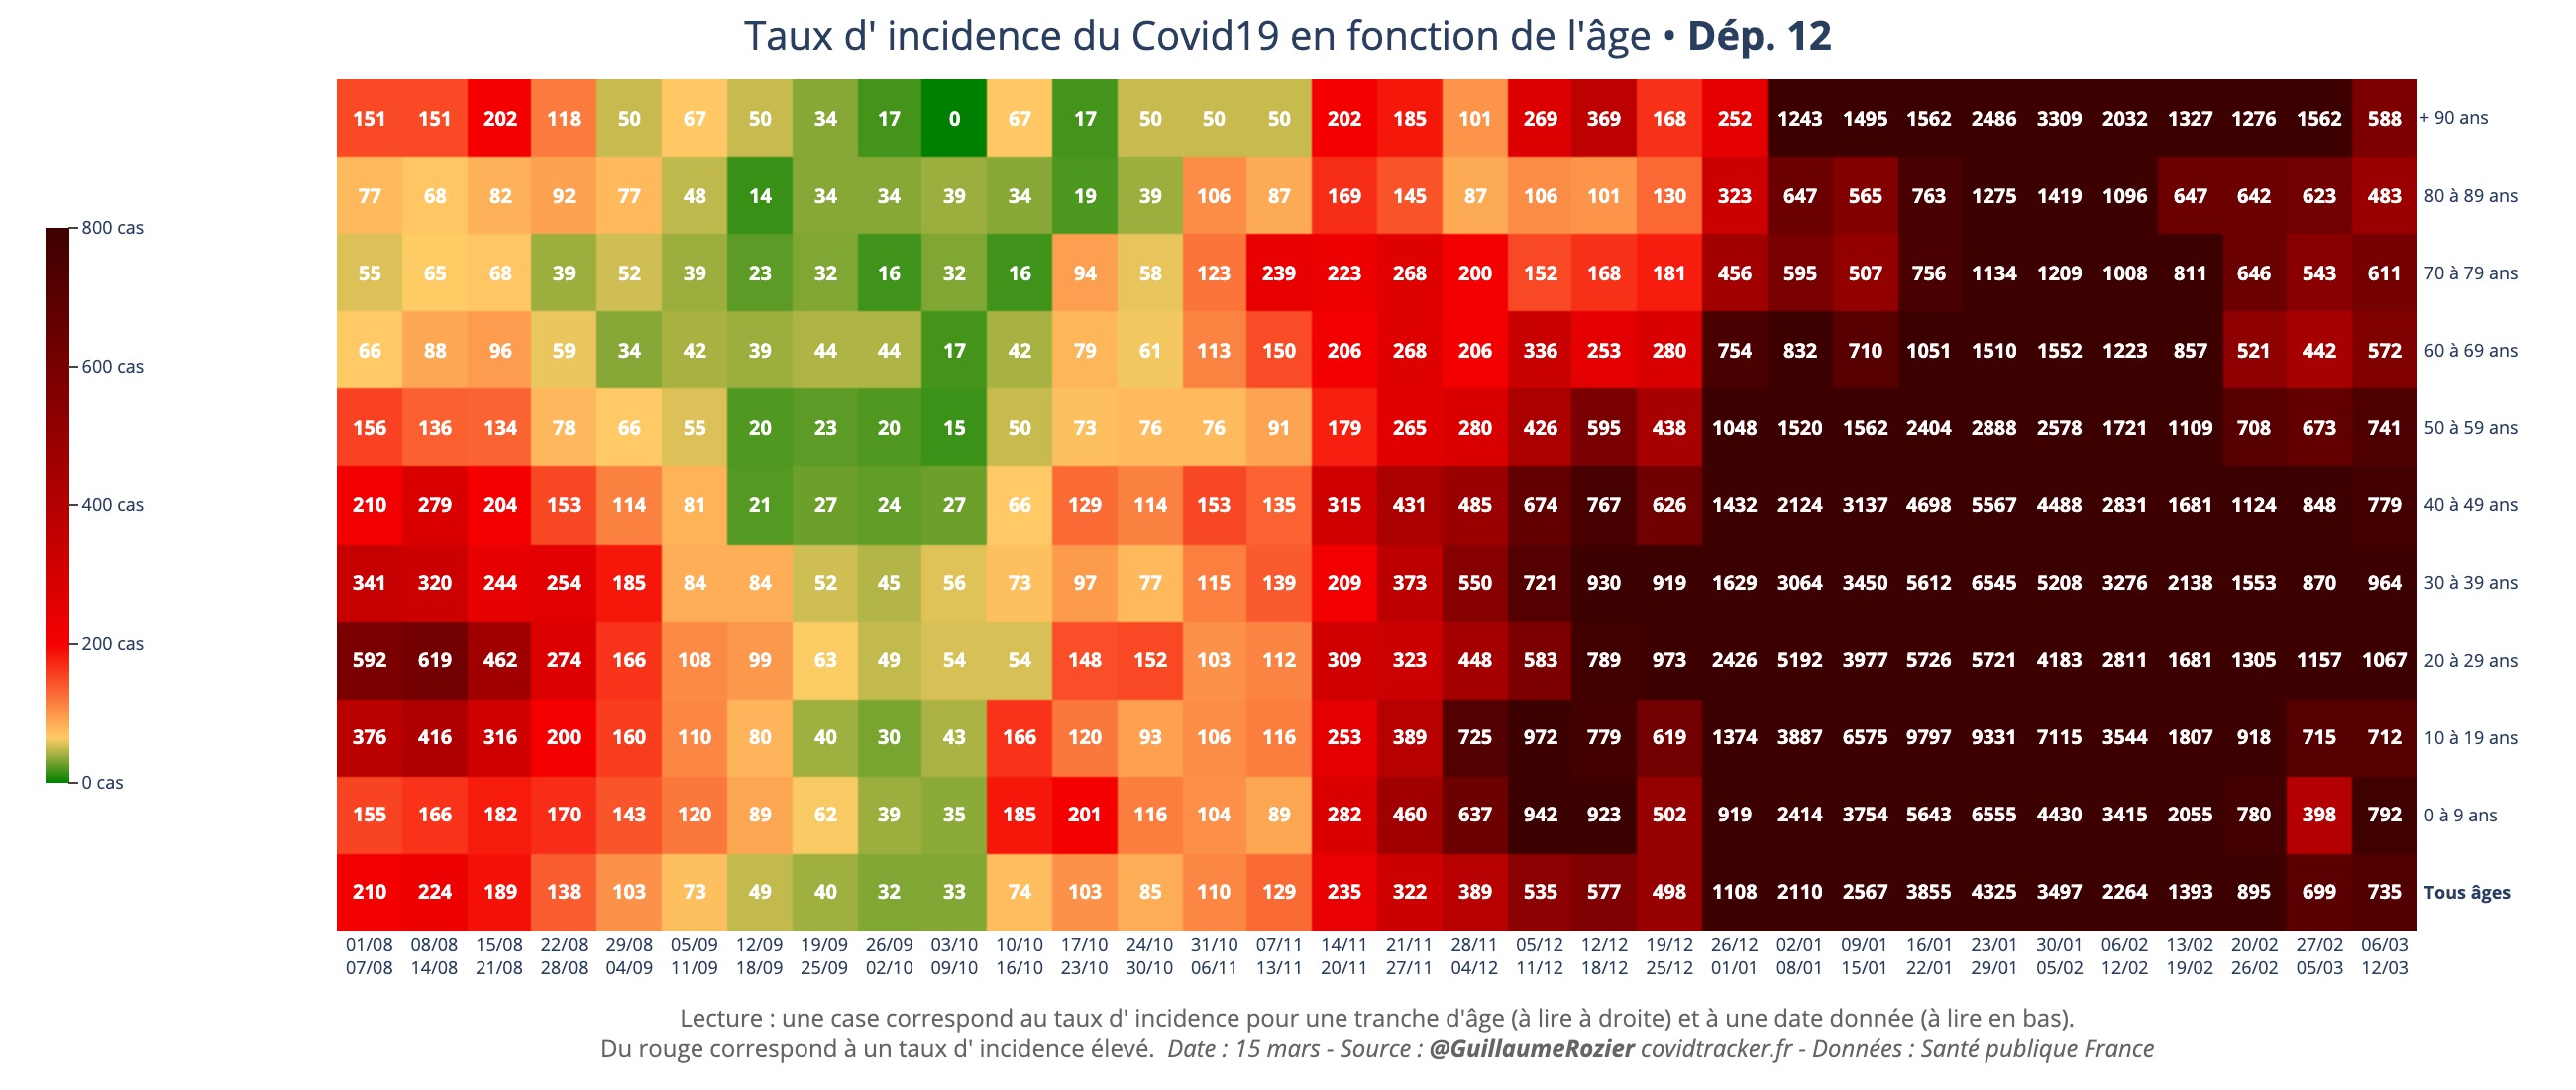 Taux d' incidence du Covid19 en fonction de l'âge • Dép. 12
151 151 202 118 50 67 50 34 17 0 67 17 50 50 50 202 185 101 269 369 168 252 1243 1495 1562 2486 3309 2032 1327 1276 1562 588 + 90 ans
77 68 82 92 77 48 14 34 34 39 34 19 39 106 87 169 145 87 106 101 130 323 647 565 763 1275 1419 1096 647 642 623 483 80 à 89 ans
800 cas
55 65 68 39 52 39 23 32 16 32 16 94 58 123 239 223 268 200 152 168 181 456 595 507 756 1134 1209 1008 811 646 543 611 70 à 79 ans
66 88 96 59 34 42 39 44 44 17 42 79 61 113 150 206 268 206 336 253 280 754 832 710 1051 1510 1552 1223 857 521 442 572 60 à 69 ans
600 cas
156 136 134 78 66 55 20 23 20 15 50 73 76 76 91 179 265 280 426 595 438 1048 1520 1562 2404 2888 2578 1721 1109 708 673 741 50 à 59 ans
400 cas
210 279 204 153 114 81 21 27 24 27 66 129 114 153 135 315 431 485 674 767 626 1432 2124 3137 4698 5567 4488 2831 1681 1124 848 779 40 à 49 ans
341 320 244 254 185 84 84 52 45 56 73 97 77 115 139 209 373 550 721 930 919 1629 3064 3450 5612 6545 5208 3276 2138 1553 870 964 30 à 39 ans
200 cas
592 619 462 274 166 108 99 63 49 54 54 148 152 103 112 309 323 448 583 789 973 2426 5192 3977 5726 5721 4183 2811 1681 1305 1157 1067 20 à 29 ans
376 416 316 200 160 110 80 40 30 43 166 120 93 106 116 253 389 725 972 779 619 1374 3887 6575 9797 9331 7115 3544 1807 918 715 712 10 à 19 ans
0 cas
155 166 182 170 143 120 89 62 39 35 185 201 116 104 89 282 460 637 942 923 502 919 2414 3754 5643 6555 4430 3415 2055 780 398 792 0 à 9 ans
210 224 189 138 103 73 49 40 32 33 74 103 85 110 129 235 322 389 535 577 498 1108 2110 2567 3855 4325 3497 2264 1393 895 699 735 Tous âges
01/08 08/08 15/08 22/08 29/08 05/09 12/09 19/09 26/09 03/10 10/10 17/10 24/10 31/10 07/11 14/11 21/11 28/11 05/12 12/12 19/12 26/12 02/01 09/01 16/01 23/01 30/01 06/02 13/02 20/02 27/02 06/03
07/08 14/08 21/08 28/08 04/09 11/09 18/09 25/09 02/10 09/10 16/10 23/10 30/10 06/11 13/11 20/11 27/11 04/12 11/12 18/12 25/12 01/01 08/01 15/01 22/01 29/01 05/02 12/02 19/02 26/02 05/03 12/03
Lecture : une case correspond au taux d' incidence pour une tranche d'âge (à lire à droite) et à une date donnée (à lire en bas).
Du rouge correspond à un taux d' incidence élevé. Date : 15 mars - Source : @GuillaumeRozier covidtracker.fr - Données : Santé publique France